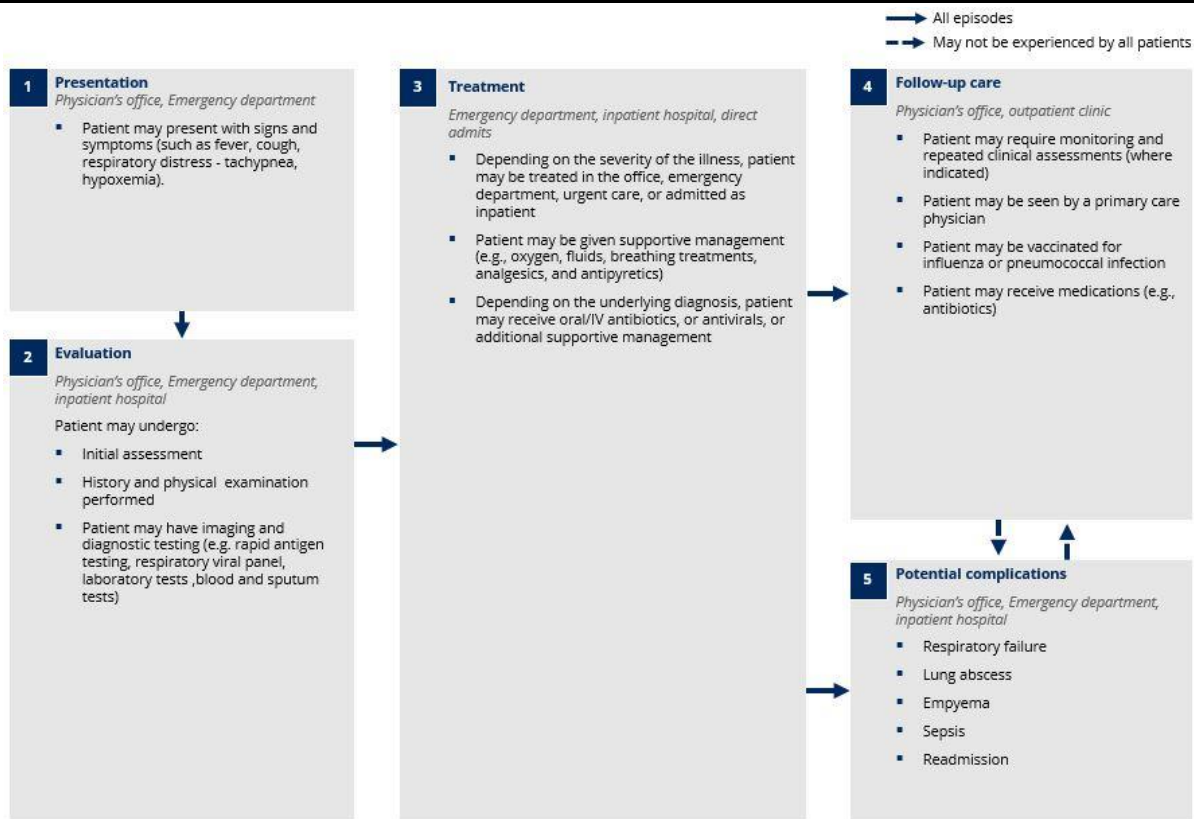 All episodes
May not be experienced by all patients
1
Presentation
Physician's office, Emergency department
▪ Patient may present with signs and
symptoms (such as fever, cough,
respiratory distress - tachypnea,
hypoxemia).
2
Evaluation
Physician's office, Emergency department,
inpatient hospital
Patient may undergo:
▪ Initial assessment
▪ History and physical examination
performed
▪ Patient may have imaging and
diagnostic testing (e.g. rapid antigen
testing, respiratory viral panel,
laboratory tests ,blood and sputum
tests)
3
Treatment
Emergency department, inpatient hospital, direct
admits
▪ Depending on the severity of the illness, patient
may be treated in the office, emergency
department, urgent care, or admitted as
inpatient
▪ Patient may be given supportive management
(e.g., oxygen, fluids, breathing treatments,
analgesics, and antipyretics)
▪ Depending on the underlying diagnosis, patient
may receive oral/IV antibiotics, or antivirals, or
additional supportive management
4
Follow-up care
Physician's office, outpatient clinic
▪ Patient may require monitoring and
repeated clinical assessments (where
indicated)
▪ Patient may be seen by a primary care
physician
▪ Patient may be vaccinated for
influenza or pneumococcal infection
▪ Patient may receive medications (e.g.,
antibiotics)
5
Potential complications
Physician's office, Emergency department,
inpatient hospital
▪ Respiratory failure
▪ Lung abscess
▪ Empyema
▪ Sepsis
▪ Readmission